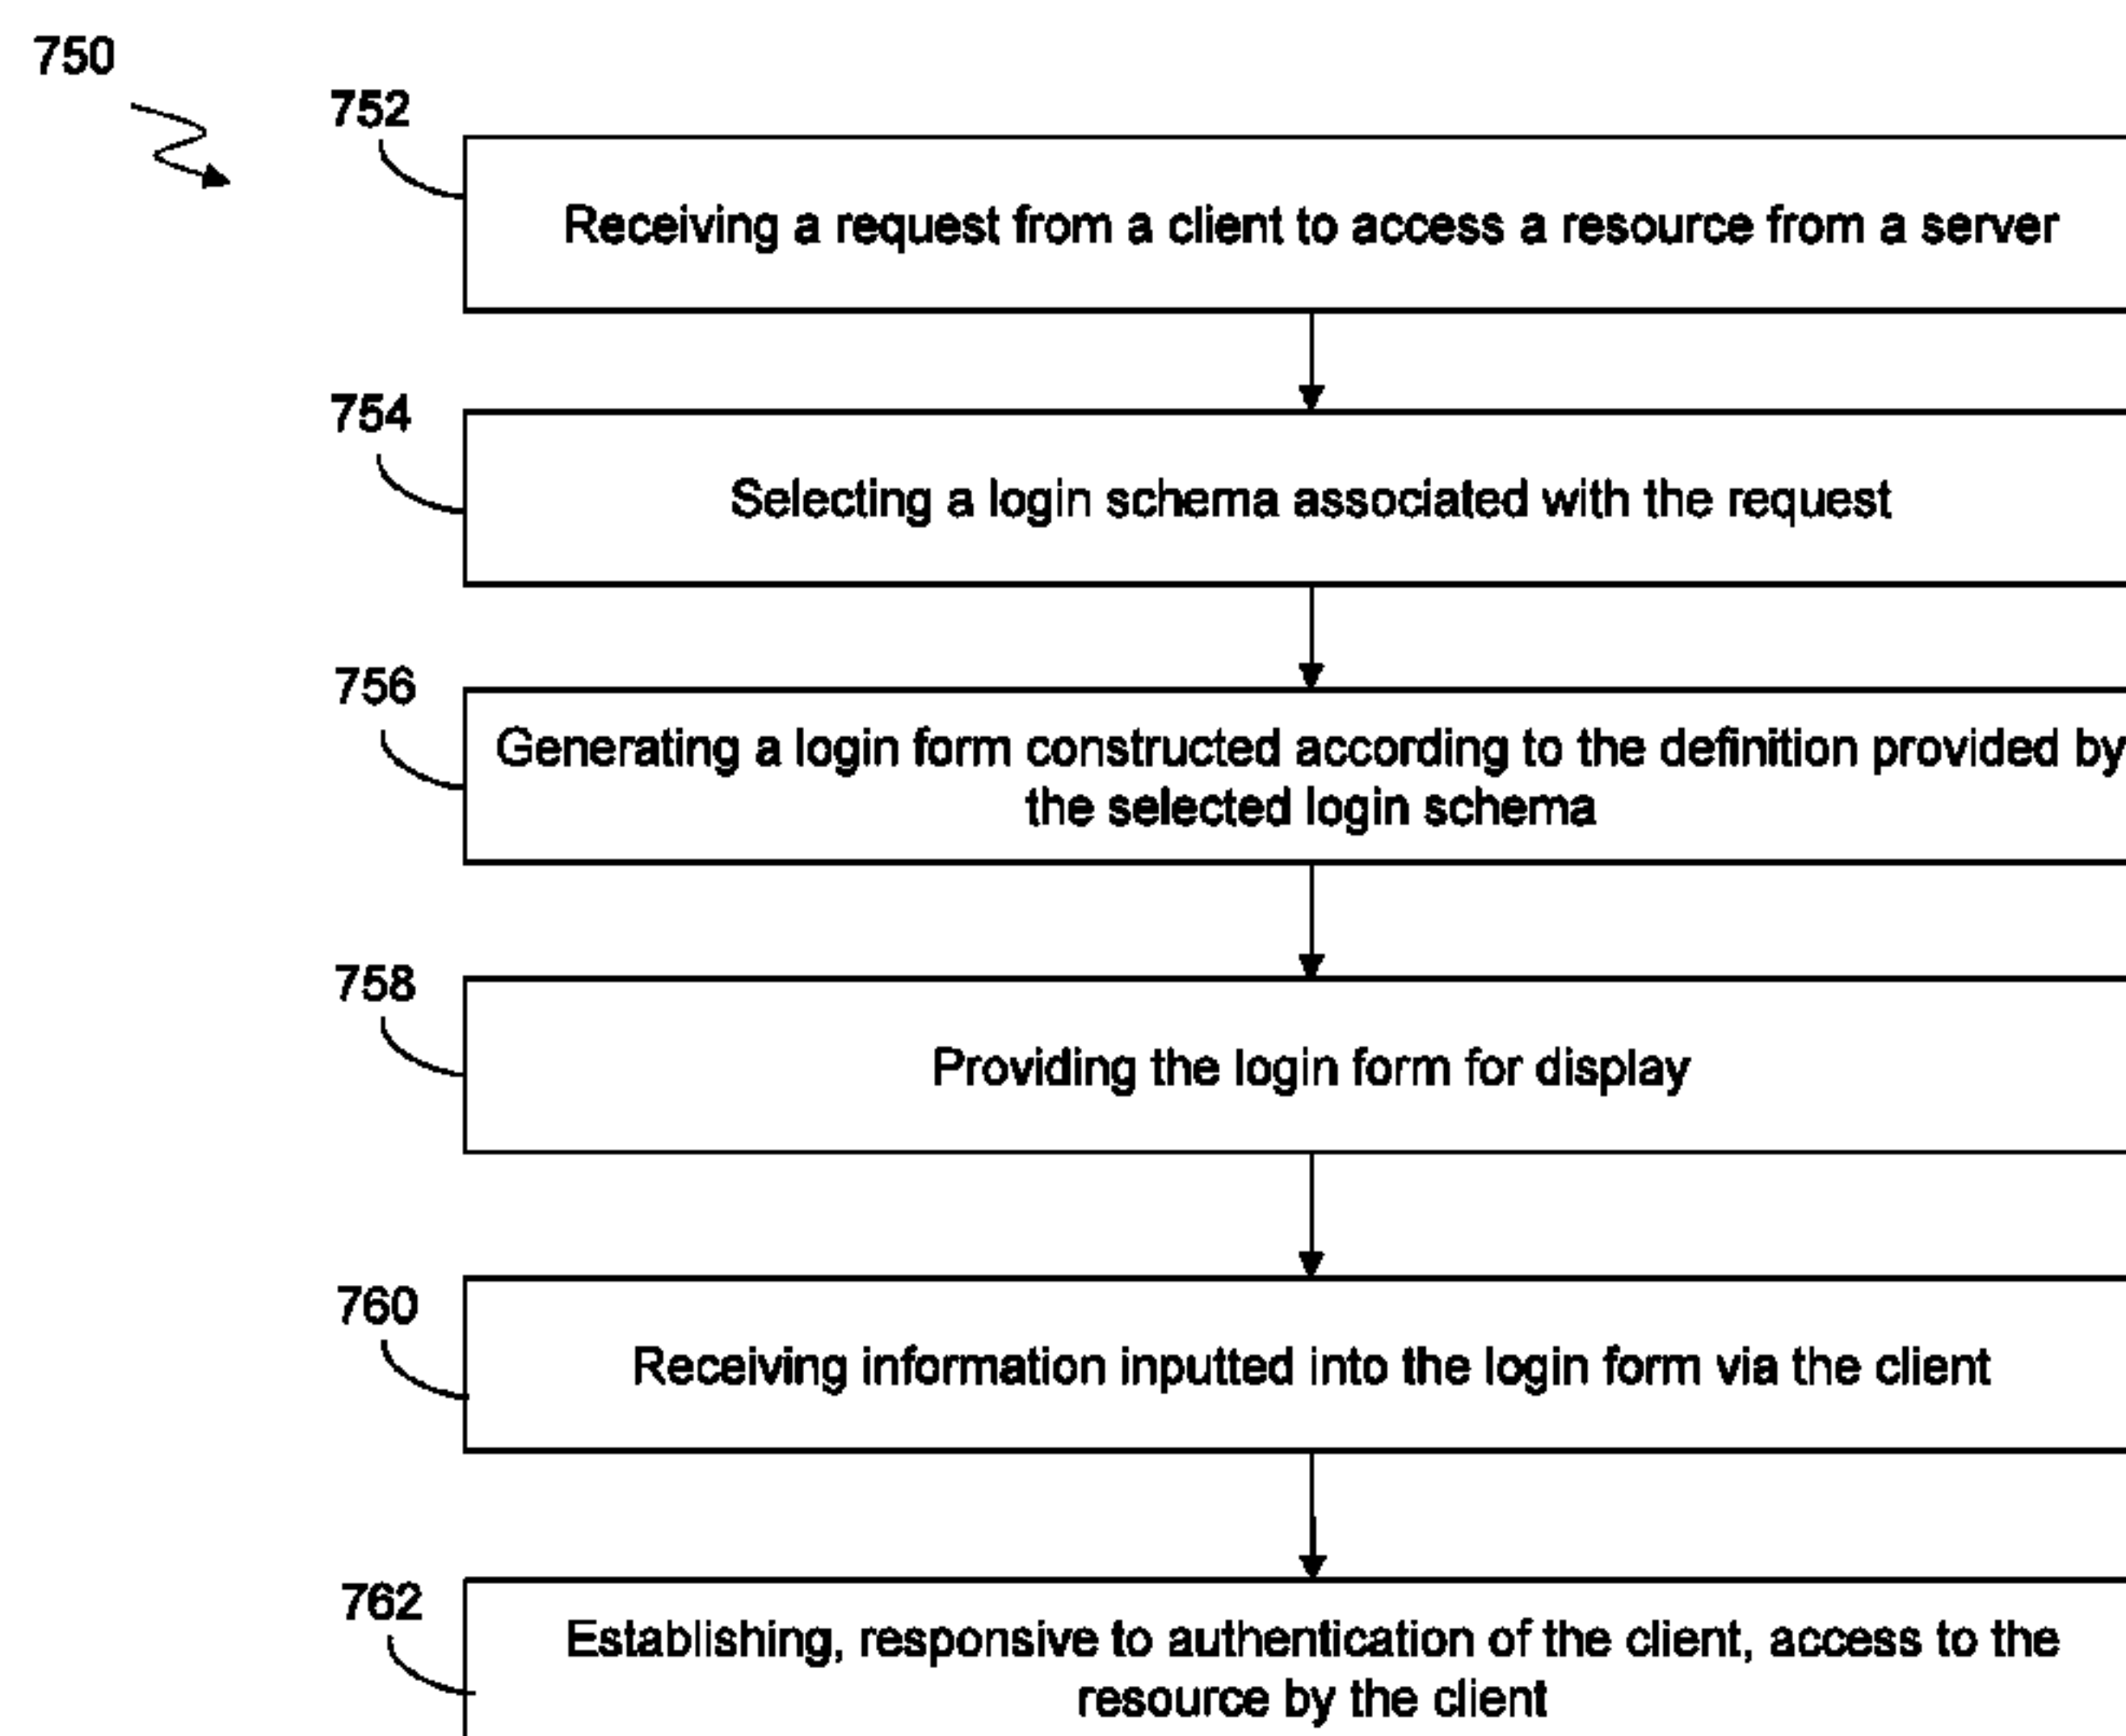 750
752
Receiving a request from a client to access a resource from a server
754
Selecting a login schema associated with the request
756
Generating a login form constructed according to the definition provided by
the selected login schema
758
Providing the login form for display
760
Receiving information inputted into the login form via the client
762
Establishing, responsive to authentication of the client, access to the
resource by the client